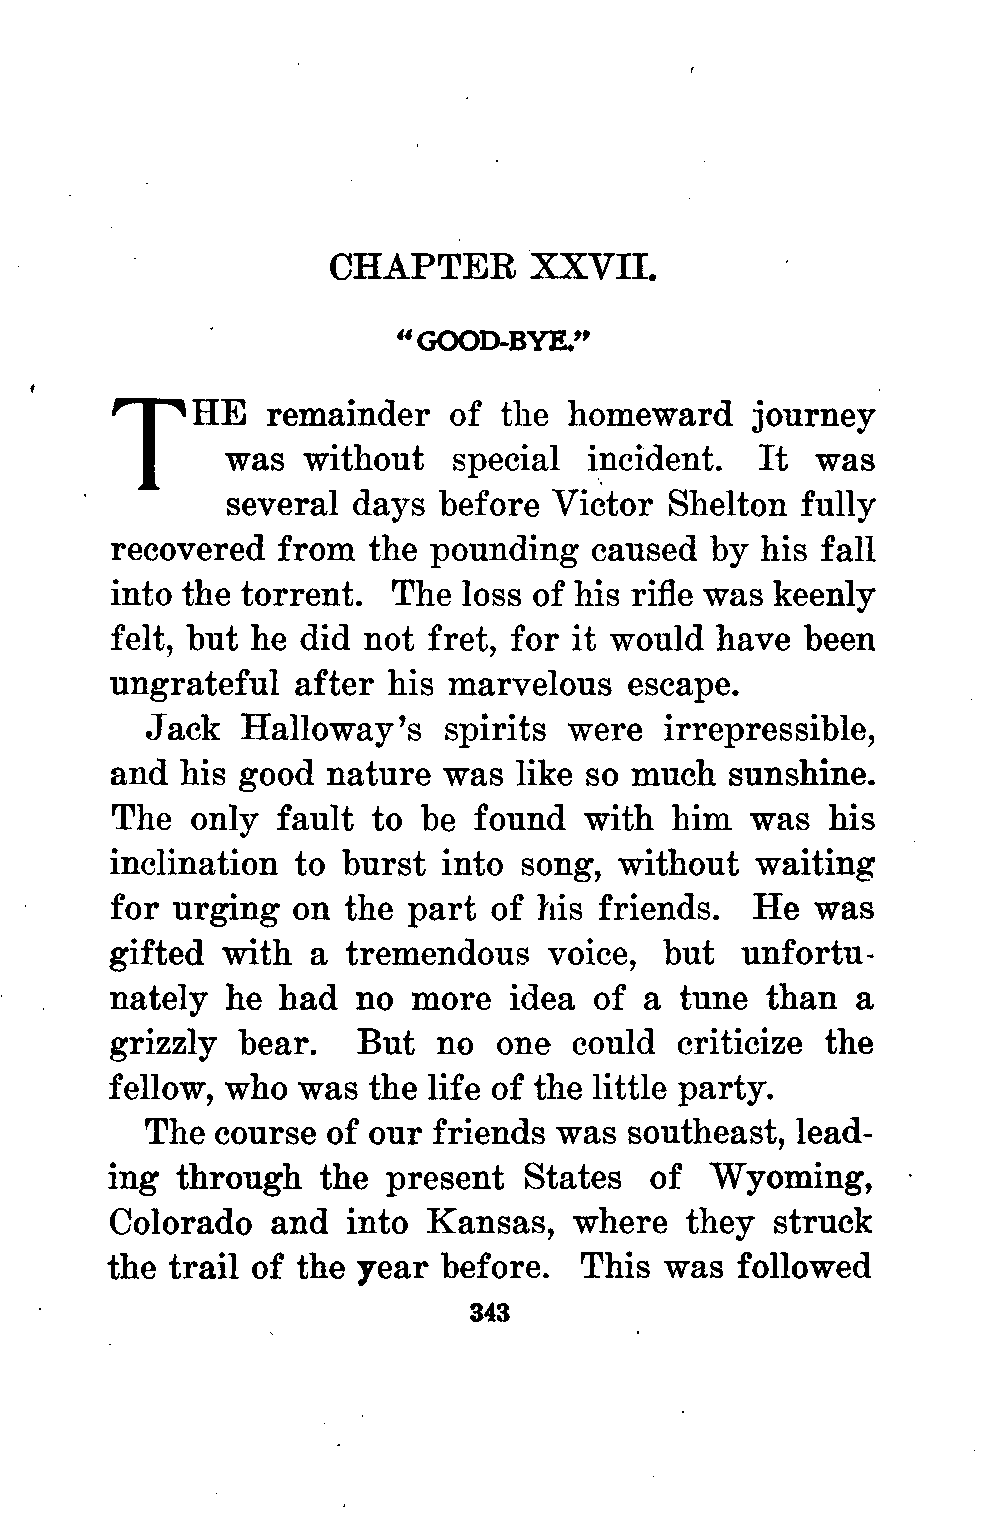 CHAPTER XXVII.
“GOOD-BYE.”
THE remainder of the homeward journey
was without special incident. It was
several days before Victor Shelton fully
recovered from the pounding caused by his fall
into the torrent. The loss of his rifle was keenly
felt, but he did not fret, for it would have been
ungrateful after his marvelous escape.
Jack Halloway’s spirits were irrepressible,
and his good nature was like so much sunshine.
The only fault to be found with him was his
inclination to burst into song, without waiting
for urging on the part of his friends. He was
gifted with a tremendous voice, but unfortu-
nately he had no more idea of a tune than a
grizzly bear. But no one could criticize the
fellow, who was the life of the little party.
The course of our friends was southeast, lead-
ing through the present States of Wyoming,
Colorado and into Kansas, where they struck
the trail of the year before. This was followed
343